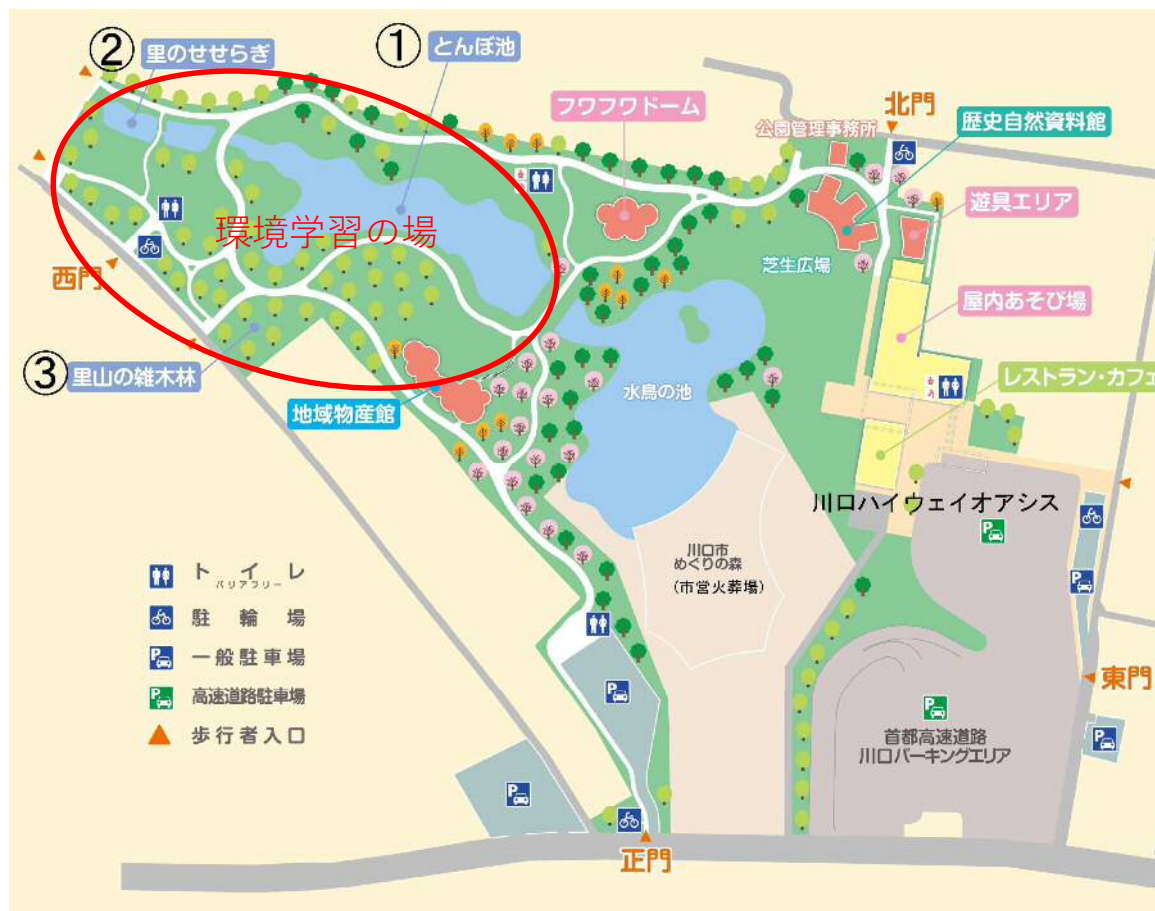 ② 里のせせらぎ
① とんぼ池
フワフワドーム
北門
公園管理事務所
歴史自然資料館
遊具エリア
環境学習の場
芝生広場
西門
屋内あそび場
③ 里山の雑木林
水鳥の池
レストラン・カフェ
地域物産館
川口ハイウェイオアシス
川口市
めぐりの森
(市営火葬場)
トイレ
バリアフリー
駐輪場
P 一般駐車場
P 高速道路駐車場
歩行者入口
P
P
P
P
P
P
東門
首都高速道路
川口パーキングエリア
正門